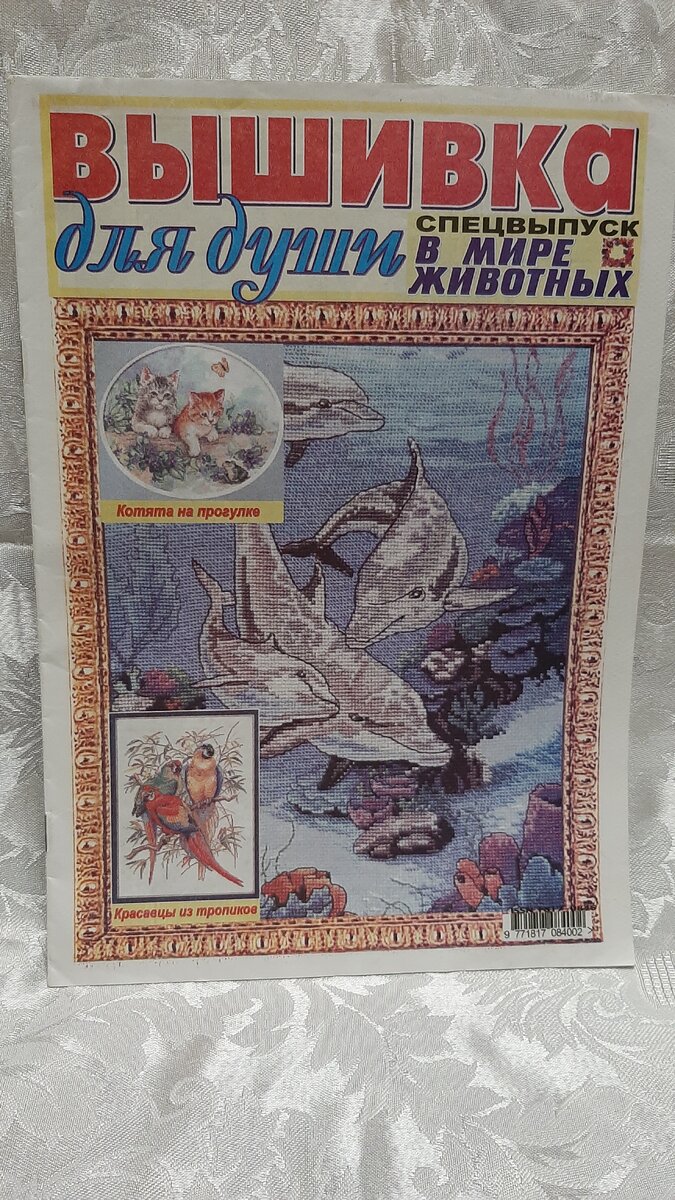 ВЫШИВКА
для души
СПЕЦВЫПУСК
В МИРЕ
ЖИВОТНЫХ
Котята на прогулке
Красавцы из тропиков
9 771817 084002 >